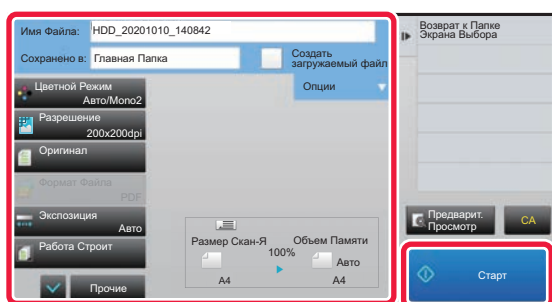 Имя Файла: HDD_20201010_140842
Возврат к Папке
Экрана Выбора
Сохранено в: Главная Папка
Создать
загружаемый файл
Опции
Цветной Режим
Авто/Mono2
Разрешение
200x200dpi
Оригинал
Формат Файла
PDF
Экспозиция
Авто
Работа Строит
Прочие
Размер Скан-Я
100%
Объем Памяти
Авто
A4
A4
Предварит.
Просмотр
CA
Старт